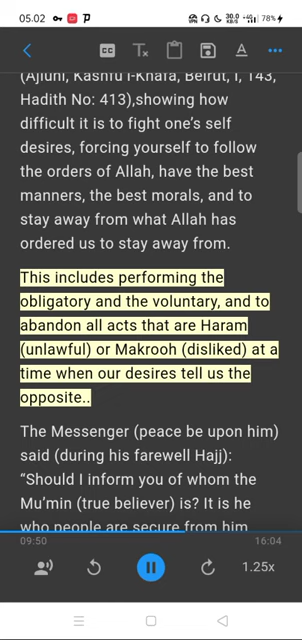 05.02
30.0
KB/s
4G
78%
CC
(Ajluni, Kashfu l-Khafa, Beirut, I, 143,
Hadith No: 413),showing how
difficult it is to fight one’s self
desires, forcing yourself to follow
the orders of Allah, have the best
manners, the best morals, and to
stay away from what Allah has
ordered us to stay away from.
This includes performing the
obligatory and the voluntary, and to
abandon all acts that are Haram
(unlawful) or Makrooh (disliked) at a
time when our desires tell us the
opposite..
The Messenger (peace be upon him)
said (during his farewell Hajj):
“Should I inform you of whom the
Mu’min (true believer) is? It is he
who people are secure from him
09:50
16:04
1.25x